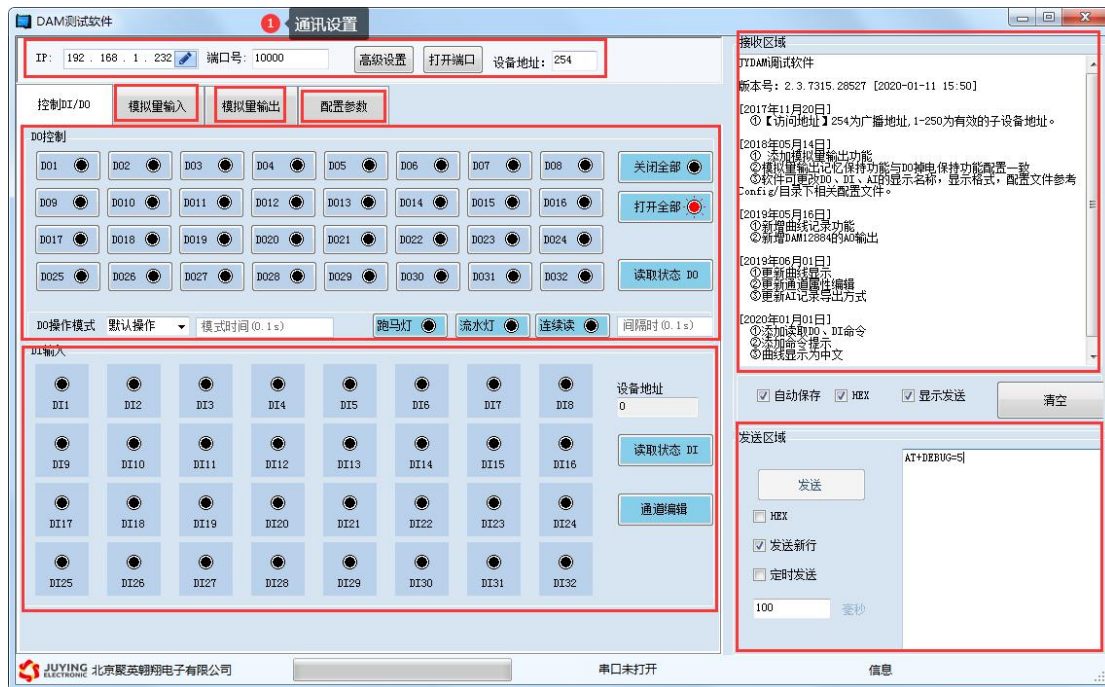 DAM测试软件
1 通讯设置
IP: 192 . 168 . 1 . 232 端口号: 10000 高级设置 打开端口 设备地址: 254
控制DI/DO 模拟里输入 模拟里输出 配置参数
DO控制
DO1 DO2 DO3 DO4 DO5 DO6 DO7 DO8 关闭全部
DO9 DO10 DO11 DO12 DO13 DO14 DO15 DO16 打开全部
DO17 DO18 DO19 DO20 DO21 DO22 DO23 DO24
DO25 DO26 DO27 DO28 DO29 DO30 DO31 DO32 读取状态 DO
DO操作模式 默认操作 模式时间(0.1s) 跑马灯 流水灯 连续读 间隔时(0.1s)
DI输入
DI1 DI2 DI3 DI4 DI5 DI6 DI7 DI8
设备地址
0
DI9 DI10 DI11 DI12 DI13 DI14 DI15 DI16
读取状态 DI
DI17 DI18 DI19 DI20 DI21 DI22 DI23 DI24
通道编辑
DI25 DI26 DI27 DI28 DI29 DI30 DI31 DI32
接收区域
JYDAM调试软件
版本号: 2.3.7315.28527 [2020-01-11 15:50]
[2017年11月20日]
①【访问地址】254为广播地址,1-250为有效的子设备地址。
[2018年05月14日]
① 添加模拟里输出功能
②模拟里输出记忆保持功能与DO掉电保持功能配置一致
③软件可更改DO、DI、AI的显示名称，显示格式，配置文件参考
Config/目录下相关配置文件。
[2019年05月16日]
①新增曲线记录功能
②新增DAM12884的AO输出
[2019年06月01日]
①更新曲线显示
②更新通道属性编辑
③更新AI记录导出方式
[2020年01月01日]
①添加读取DO、DI命令
②添加命令提示
③曲线显示为中文
自动保存 HEX 显示发送 清空
发送区域
AT+DEBUG=5
发送
HEX
发送新行
定时发送
100 毫秒
JUYING ELECTRONIC 北京聚英翱翔电子有限公司 串口未打开 信息